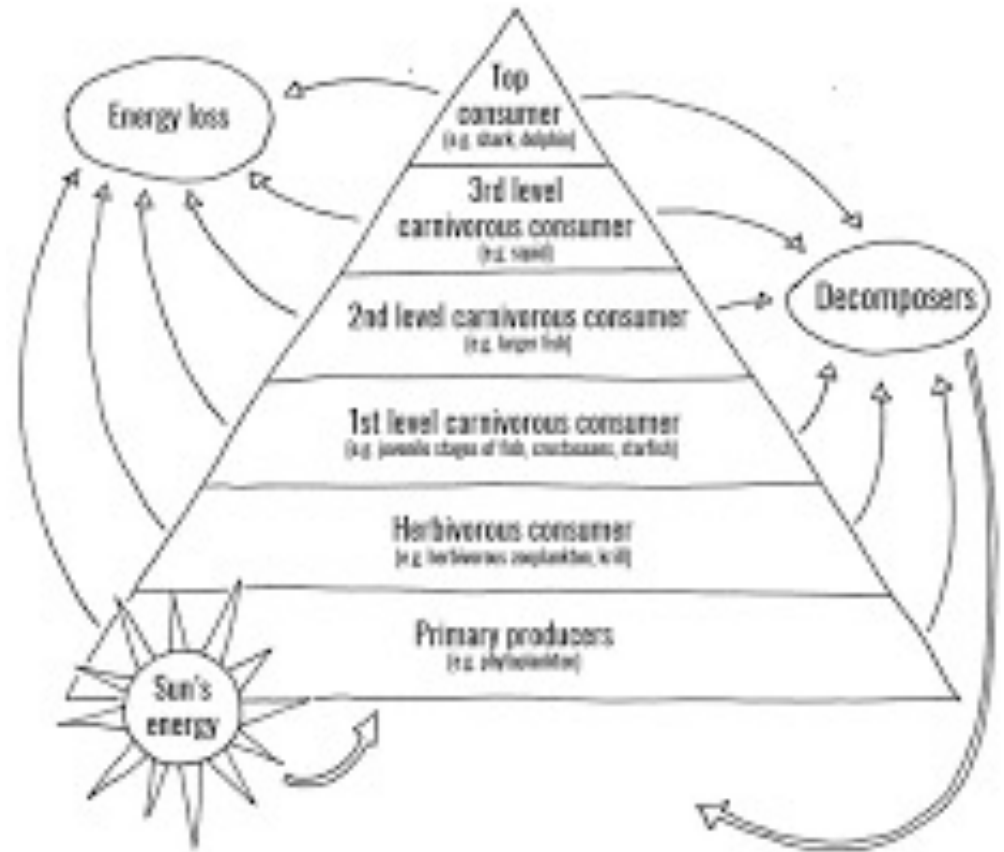 Top
consumer
(e.g. shark, dolphin)
Energy loss
3rd level
carnivorous consumer
(e.g. squid)
Decomposers
2nd level carnivorous consumer
(e.g. larger fish)
1st level carnivorous consumer
(e.g. juvenile stages of fish, crustaceans, starfish)
Herbivorous consumer
(e.g. herbivorous zooplankton, krill)
Primary producers
(e.g. phytoplankton)
Sun's
energy